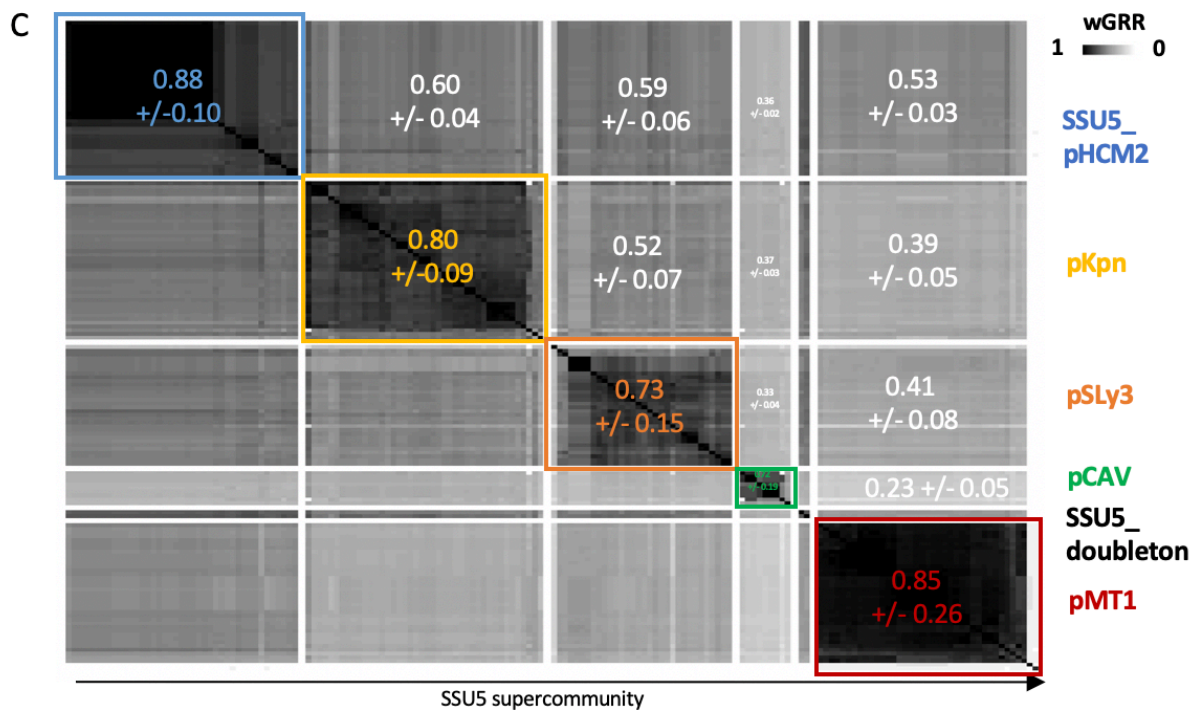 C
wGRR
1 0
0.88
+/-0.10
0.60
+/- 0.04
0.59
+/- 0.06
0.36
+/- 0.02
0.53
+/- 0.03
SSU5_
pHCM2
0.80
+/-0.09
0.52
+/- 0.07
0.37
+/- 0.03
0.39
+/- 0.05
pKpn
0.73
+/- 0.15
0.33
+/- 0.04
0.41
+/- 0.08
pSLy3
+/- 0.19
0.23 +/- 0.05
pCAV
SSU5_
doubleton
0.85
+/- 0.26
pMT1
SSU5 supercommunity